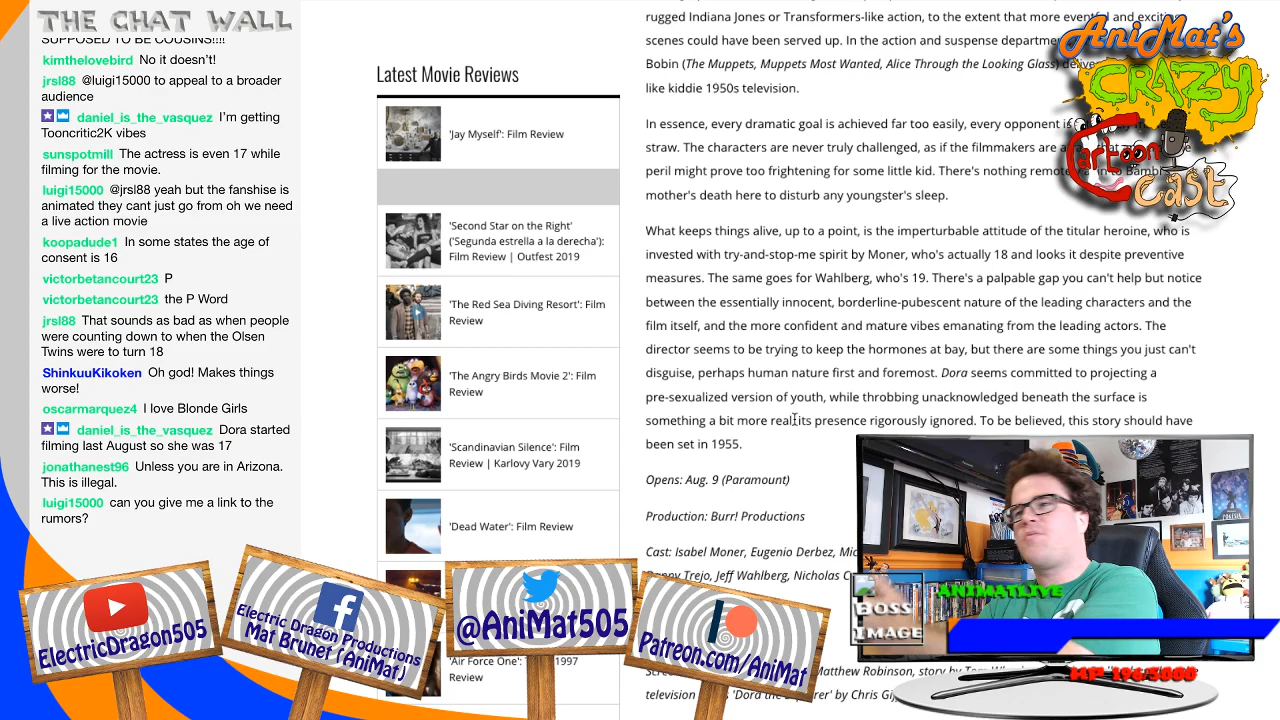 THE CHAT WALL
SUPPOSED TO BE COUSINS!!!!
kimthelovebird No it doesn't!
jrsl88 @luigi15000 to appeal to a broader
audience
daniel_is_the_vasquez I'm getting
Tooncritic2K vibes
sunspotmill The actress is even 17 while
filming for the movie.
luigi15000 @jrsl88 yeah but the fanshise is
animated they cant just go from oh we need
a live action movie
koopadude1 In some states the age of
consent is 16
victorbetancourt23 P
victorbetancourt23 the P Word
jrsl88 That sounds as bad as when people
were counting down to when the Olsen
Twins were to turn 18
ShinkuuKikoken Oh god! Makes things
worse!
oscarmarquez4 I love Blonde Girls
daniel_is_the_vasquez Dora started
filming last August so she was 17
jonathanest96 Unless you are in Arizona.
This is illegal.
luigi15000 can you give me a link to the
rumors?
Latest Movie Reviews
'Jay Myself': Film Review
'Second Star on the Right'
('Segunda estrella a la derecha'):
Film Review | Outfest 2019
'The Red Sea Diving Resort': Film
Review
'The Angry Birds Movie 2': Film
Review
'Scandinavian Silence': Film
Review | Karlovy Vary 2019
'Dead Water': Film Review
'Air Force One': 1997
Review
rugged Indiana Jones or Transformers-like action, to the extent that more eventful and exciting
scenes could have been served up. In the action and suspense department,
Bobin (The Muppets, Muppets Most Wanted, Alice Through the Looking Glass)
like kiddie 1950s television.
In essence, every dramatic goal is achieved far too easily, every opponent is
straw. The characters are never truly challenged, as if the filmmakers are
peril might prove too frightening for some little kid. There's nothing remotely Bambi
mother's death here to disturb any youngster's sleep.
What keeps things alive, up to a point, is the imperturbable attitude of the titular heroine, who is
invested with try-and-stop-me spirit by Moner, who's actually 18 and looks it despite preventive
measures. The same goes for Wahlberg, who's 19. There's a palpable gap you can't help but notice
between the essentially innocent, borderline-pubescent nature of the leading characters and the
film itself, and the more confident and mature vibes emanating from the leading actors. The
director seems to be trying to keep the hormones at bay, but there are some things you just can't
disguise, perhaps human nature first and foremost. Dora seems committed to projecting a
pre-sexualized version of youth, while throbbing unacknowledged beneath the surface is
something a bit more real, its presence rigorously ignored. To be believed, this story should have
been set in 1955.
Opens: Aug. 9 (Paramount)
Production: Burr! Productions
Cast: Isabel Moner, Eugenio Derbez,
Danny Trejo, Jeff Wahlberg, Nicholas
Matthew Robinson, story by
television 'Dora the Explorer' by Chris
AniMat's
CRAZY
Cartoon
Cast
ElectricDragon505
Electric Dragon Productions
Mat Brunet (AniMat)
@AniMat505
Patreon.com/AniMat
BOSS
IMAGE
ANIMATLIVE
HP 196/5000